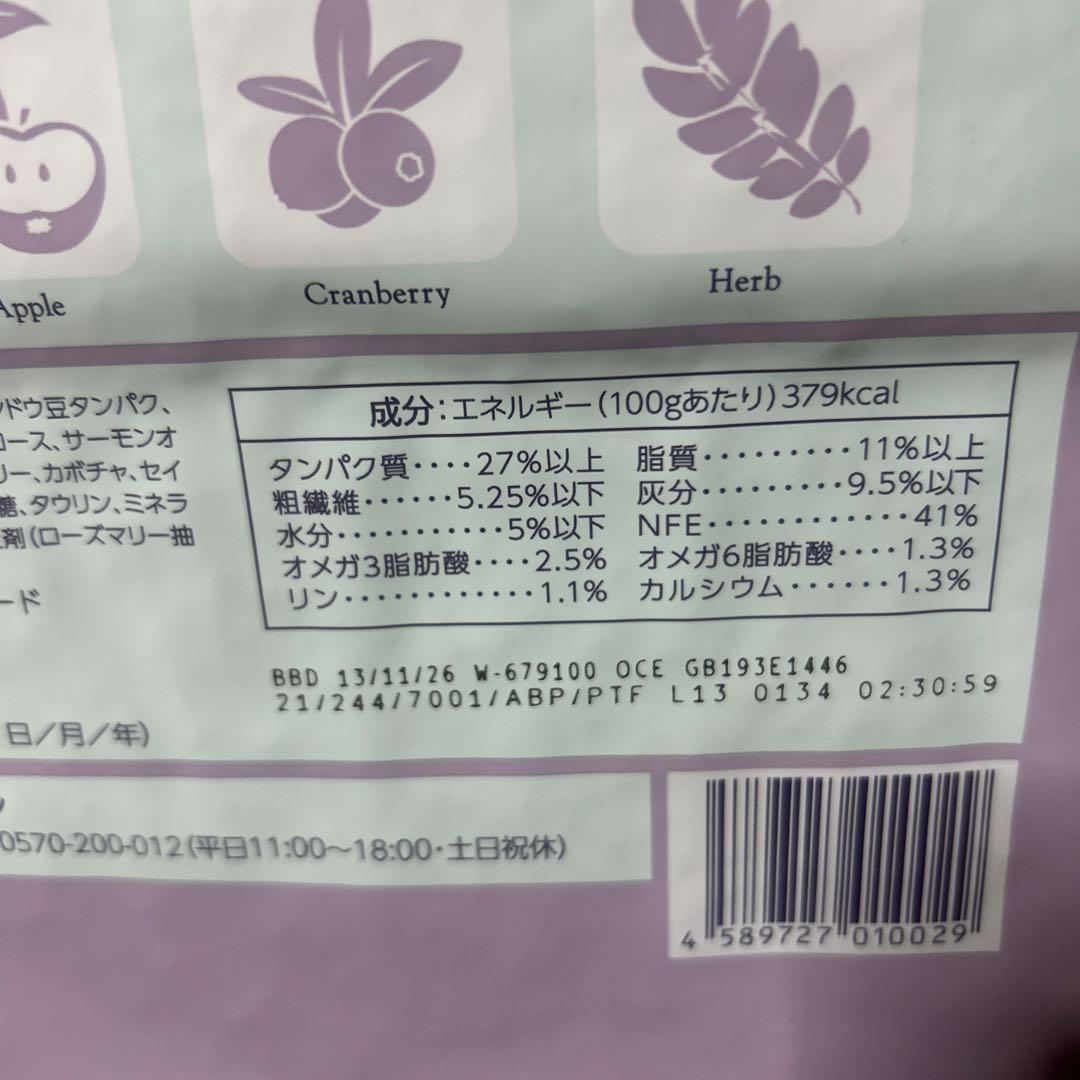 Apple
Cranberry
Herb
ドウ豆タンパク、
ロース、サーモンオ
リー、カボチャ、セイ
糖、タウリン、ミネラ
剤(ローズマリー抽
ード
日/月/年)
成分:エネルギー(100gあたり)379kcal
タンパク質····27%以上 脂質·········11%以上
粗繊維······5.25%以下 灰分·········9.5%以下
水分···········5%以下 NFE············41%
オメガ3脂肪酸····2.5% オメガ6脂肪酸····1.3%
リン············1.1% カルシウム······1.3%
BBD 13/11/26 W-679100 OCE GB193E1446
21/244/7001/ABP/PTF L13 0134 02:30:59
0570-200-012(平日11:00〜18:00·土日祝休)
4 589727 010029